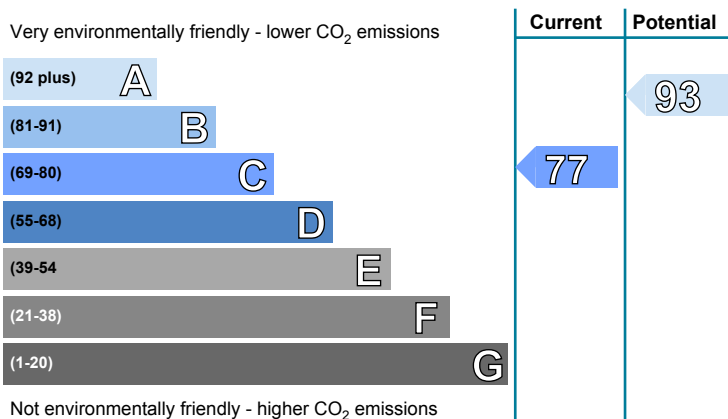 Very environmentally friendly - lower CO₂ emissions
Current
Potential
(92 plus) A
(81-91) B
(69-80) C
(55-68) D
(39-54 E
(21-38) F
(1-20) G
93
77
Not environmentally friendly - higher CO₂ emissions